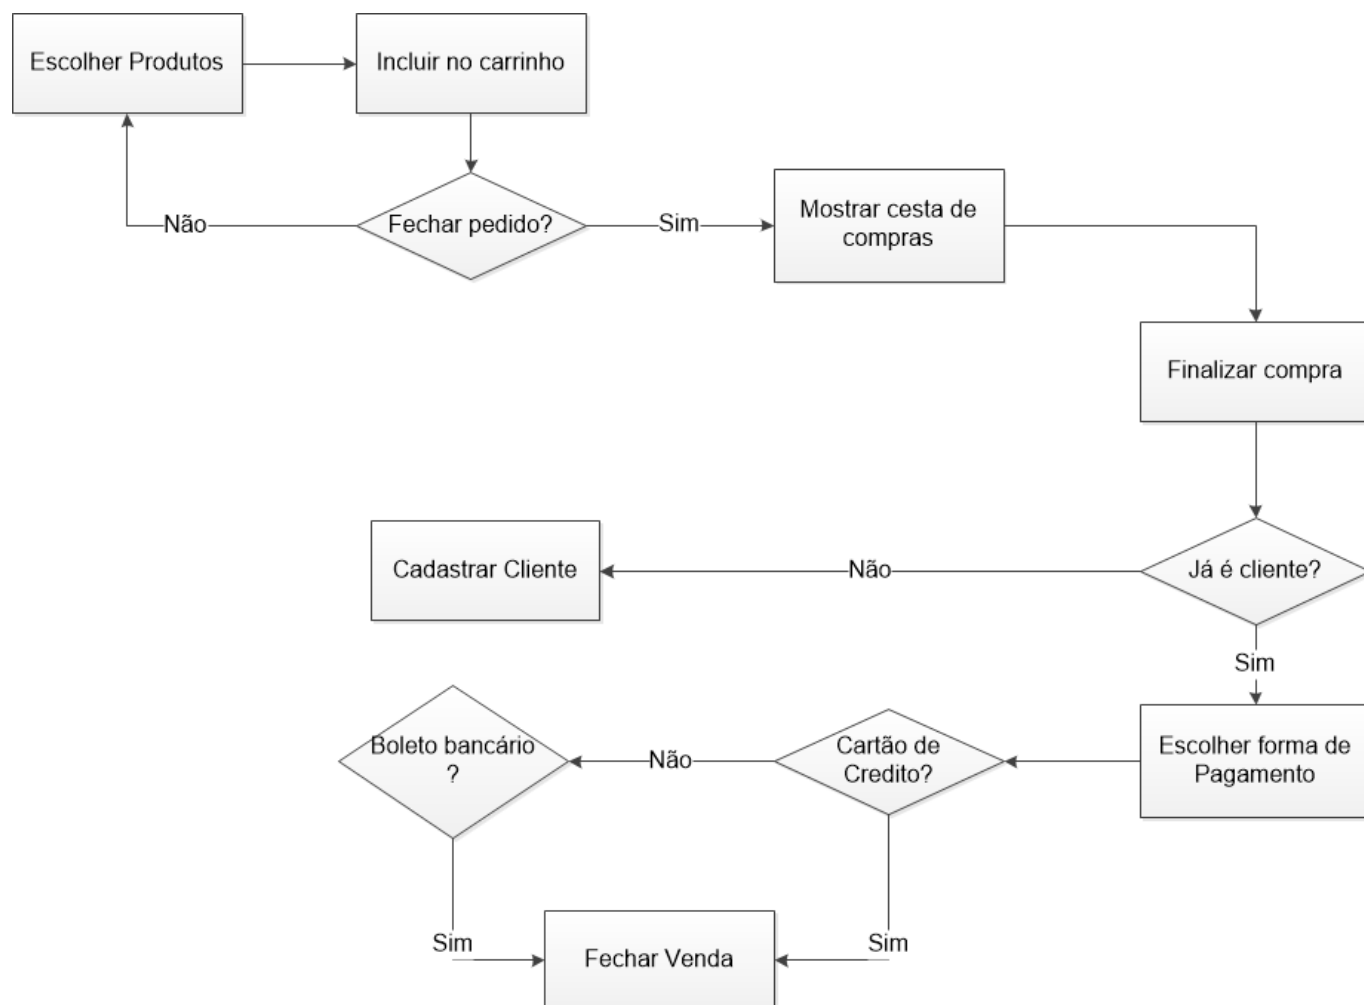 Escolher Produtos
Incluir no carrinho
Fechar pedido?
Não
Sim
Mostrar cesta de
compras
Finalizar compra
Já é cliente?
Não
Cadastrar Cliente
Sim
Escolher forma de
Pagamento
Cartão de
Credito?
Não
Boleto bancário
?
Sim
Sim
Fechar Venda